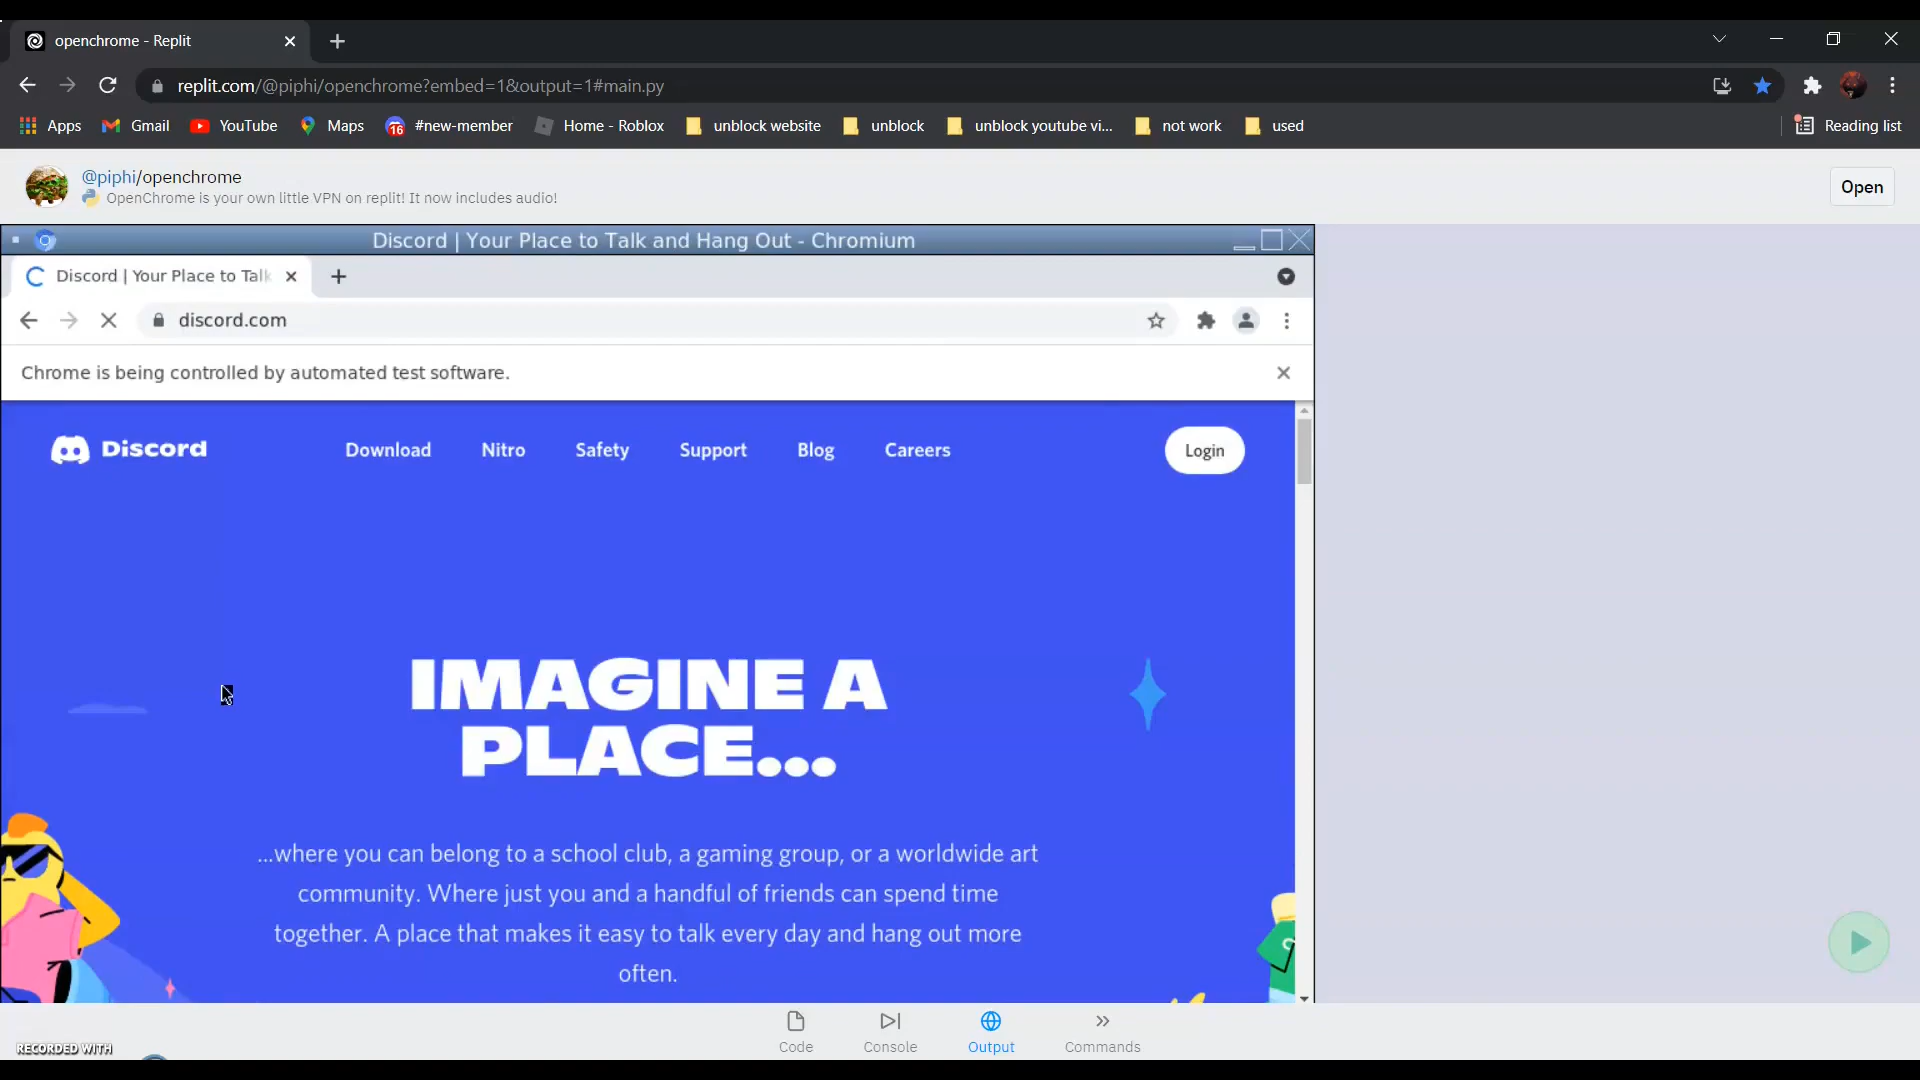 openchrome - Replit
replit.com/@piphi/openchrome?embed=1&output=1#main.py
Apps Gmail YouTube Maps 16 #new-member Home - Roblox unblock website unblock unblock youtube vi... not work used Reading list
@piphi/openchrome
OpenChrome is your own little VPN on replit! It now includes audio!
Open
Discord | Your Place to Talk and Hang Out - Chromium
Discord | Your Place to Talk
discord.com
Chrome is being controlled by automated test software.
Discord Download Nitro Safety Support Blog Careers Login
IMAGINE A
PLACE...
...where you can belong to a school club, a gaming group, or a worldwide art
community. Where just you and a handful of friends can spend time
together. A place that makes it easy to talk every day and hang out more
often.
Code Console Output Commands
RECORDED WITH